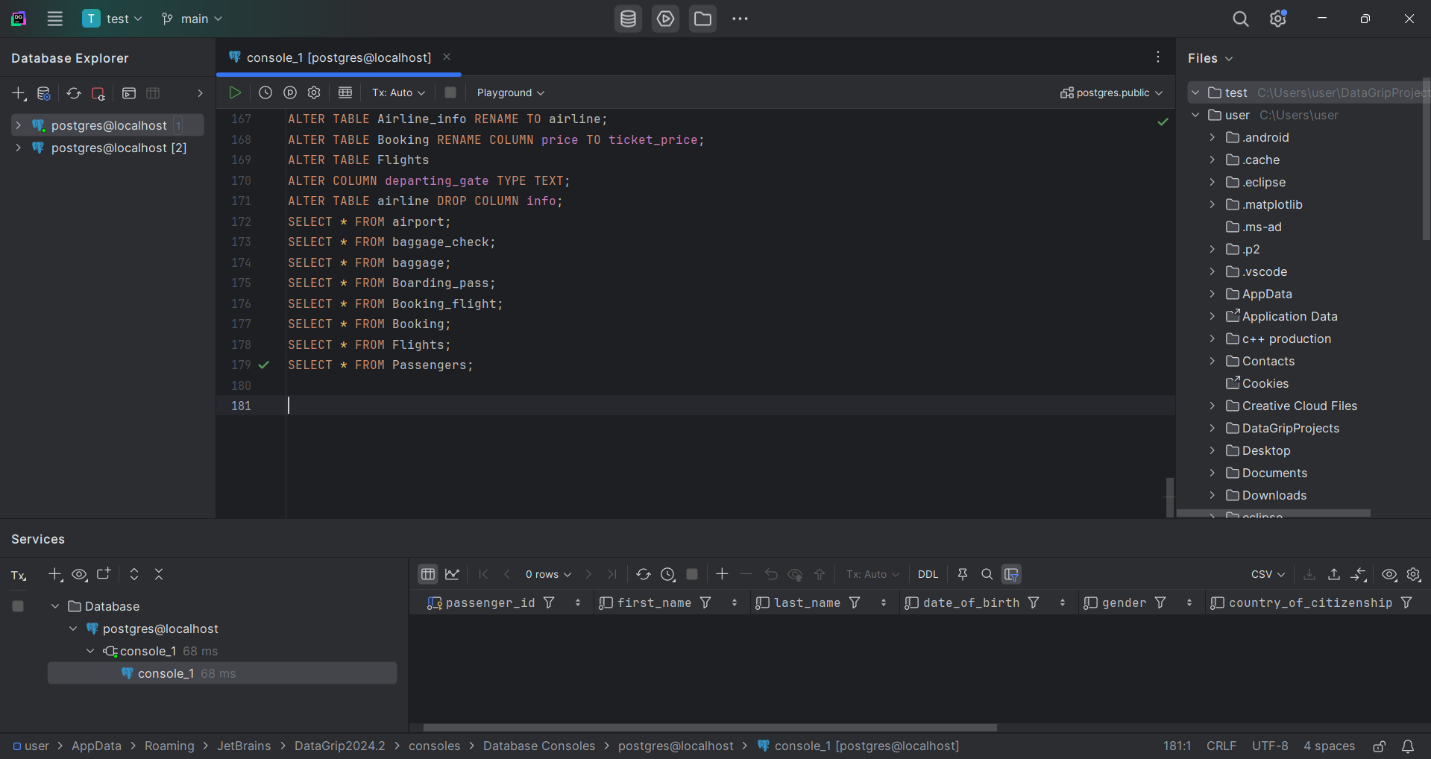 DG
T test
main
Database Explorer
console_1 [postgres@localhost]
Files
Tx: Auto
Playground
postgres.public
postgres@localhost 1
postgres@localhost [2]
167 ALTER TABLE Airline_info RENAME TO airline;
168 ALTER TABLE Booking RENAME COLUMN price TO ticket_price;
169 ALTER TABLE Flights
170 ALTER COLUMN departing_gate TYPE TEXT;
171 ALTER TABLE airline DROP COLUMN info;
172 SELECT * FROM airport;
173 SELECT * FROM baggage_check;
174 SELECT * FROM baggage;
175 SELECT * FROM Boarding_pass;
176 SELECT * FROM Booking_flight;
177 SELECT * FROM Booking;
178 SELECT * FROM Flights;
179 SELECT * FROM Passengers;
180
181
test C:\Users\user\DataGripProject
user C:\Users\user
.android
.cache
.eclipse
.matplotlib
.ms-ad
.p2
.vscode
AppData
Application Data
c++ production
Contacts
Cookies
Creative Cloud Files
DataGripProjects
Desktop
Documents
Downloads
eclipse
Services
Tx
Database
postgres@localhost
console_1 68 ms
console_1 68 ms
0 rows
Tx: Auto
DDL
CSV
passenger_id
first_name
last_name
date_of_birth
gender
country_of_citizenship
user > AppData > Roaming > JetBrains > DataGrip2024.2 > consoles > Database Consoles > postgres@localhost > console_1 [postgres@localhost]
181:1 CRLF UTF-8 4 spaces